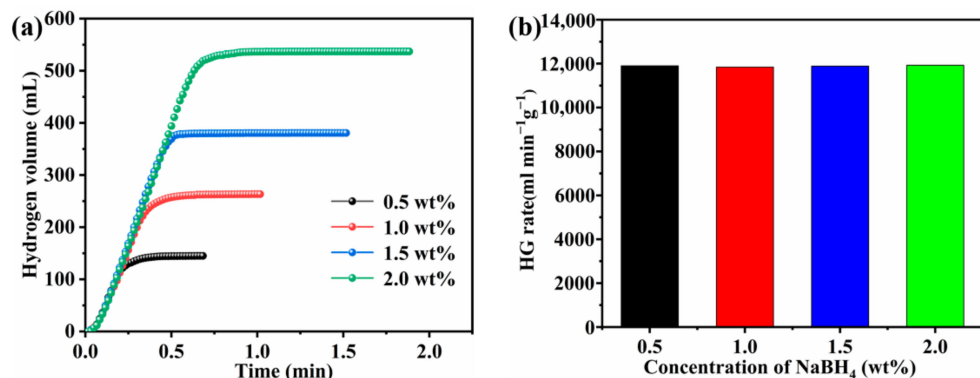 (a)
Hydrogen volume (mL)
600
500
400
300
200
100
0
0.5 wt%
1.0 wt%
1.5 wt%
2.0 wt%
0.0 0.5 1.0 1.5 2.0
Time (min)
(b)
HG rate(ml min⁻¹g⁻¹)
14,000
12,000
10,000
8000
6000
4000
2000
0
0.5 1.0 1.5 2.0
Concentration of NaBH₄ (wt%)